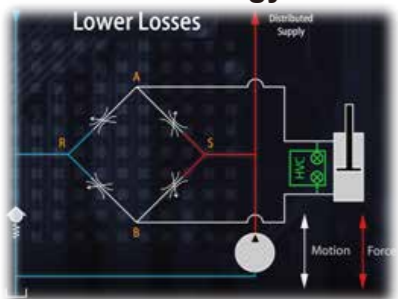 Lower Losses
Distributed
Supply
A
R
S
HVC
B
Motion
Force